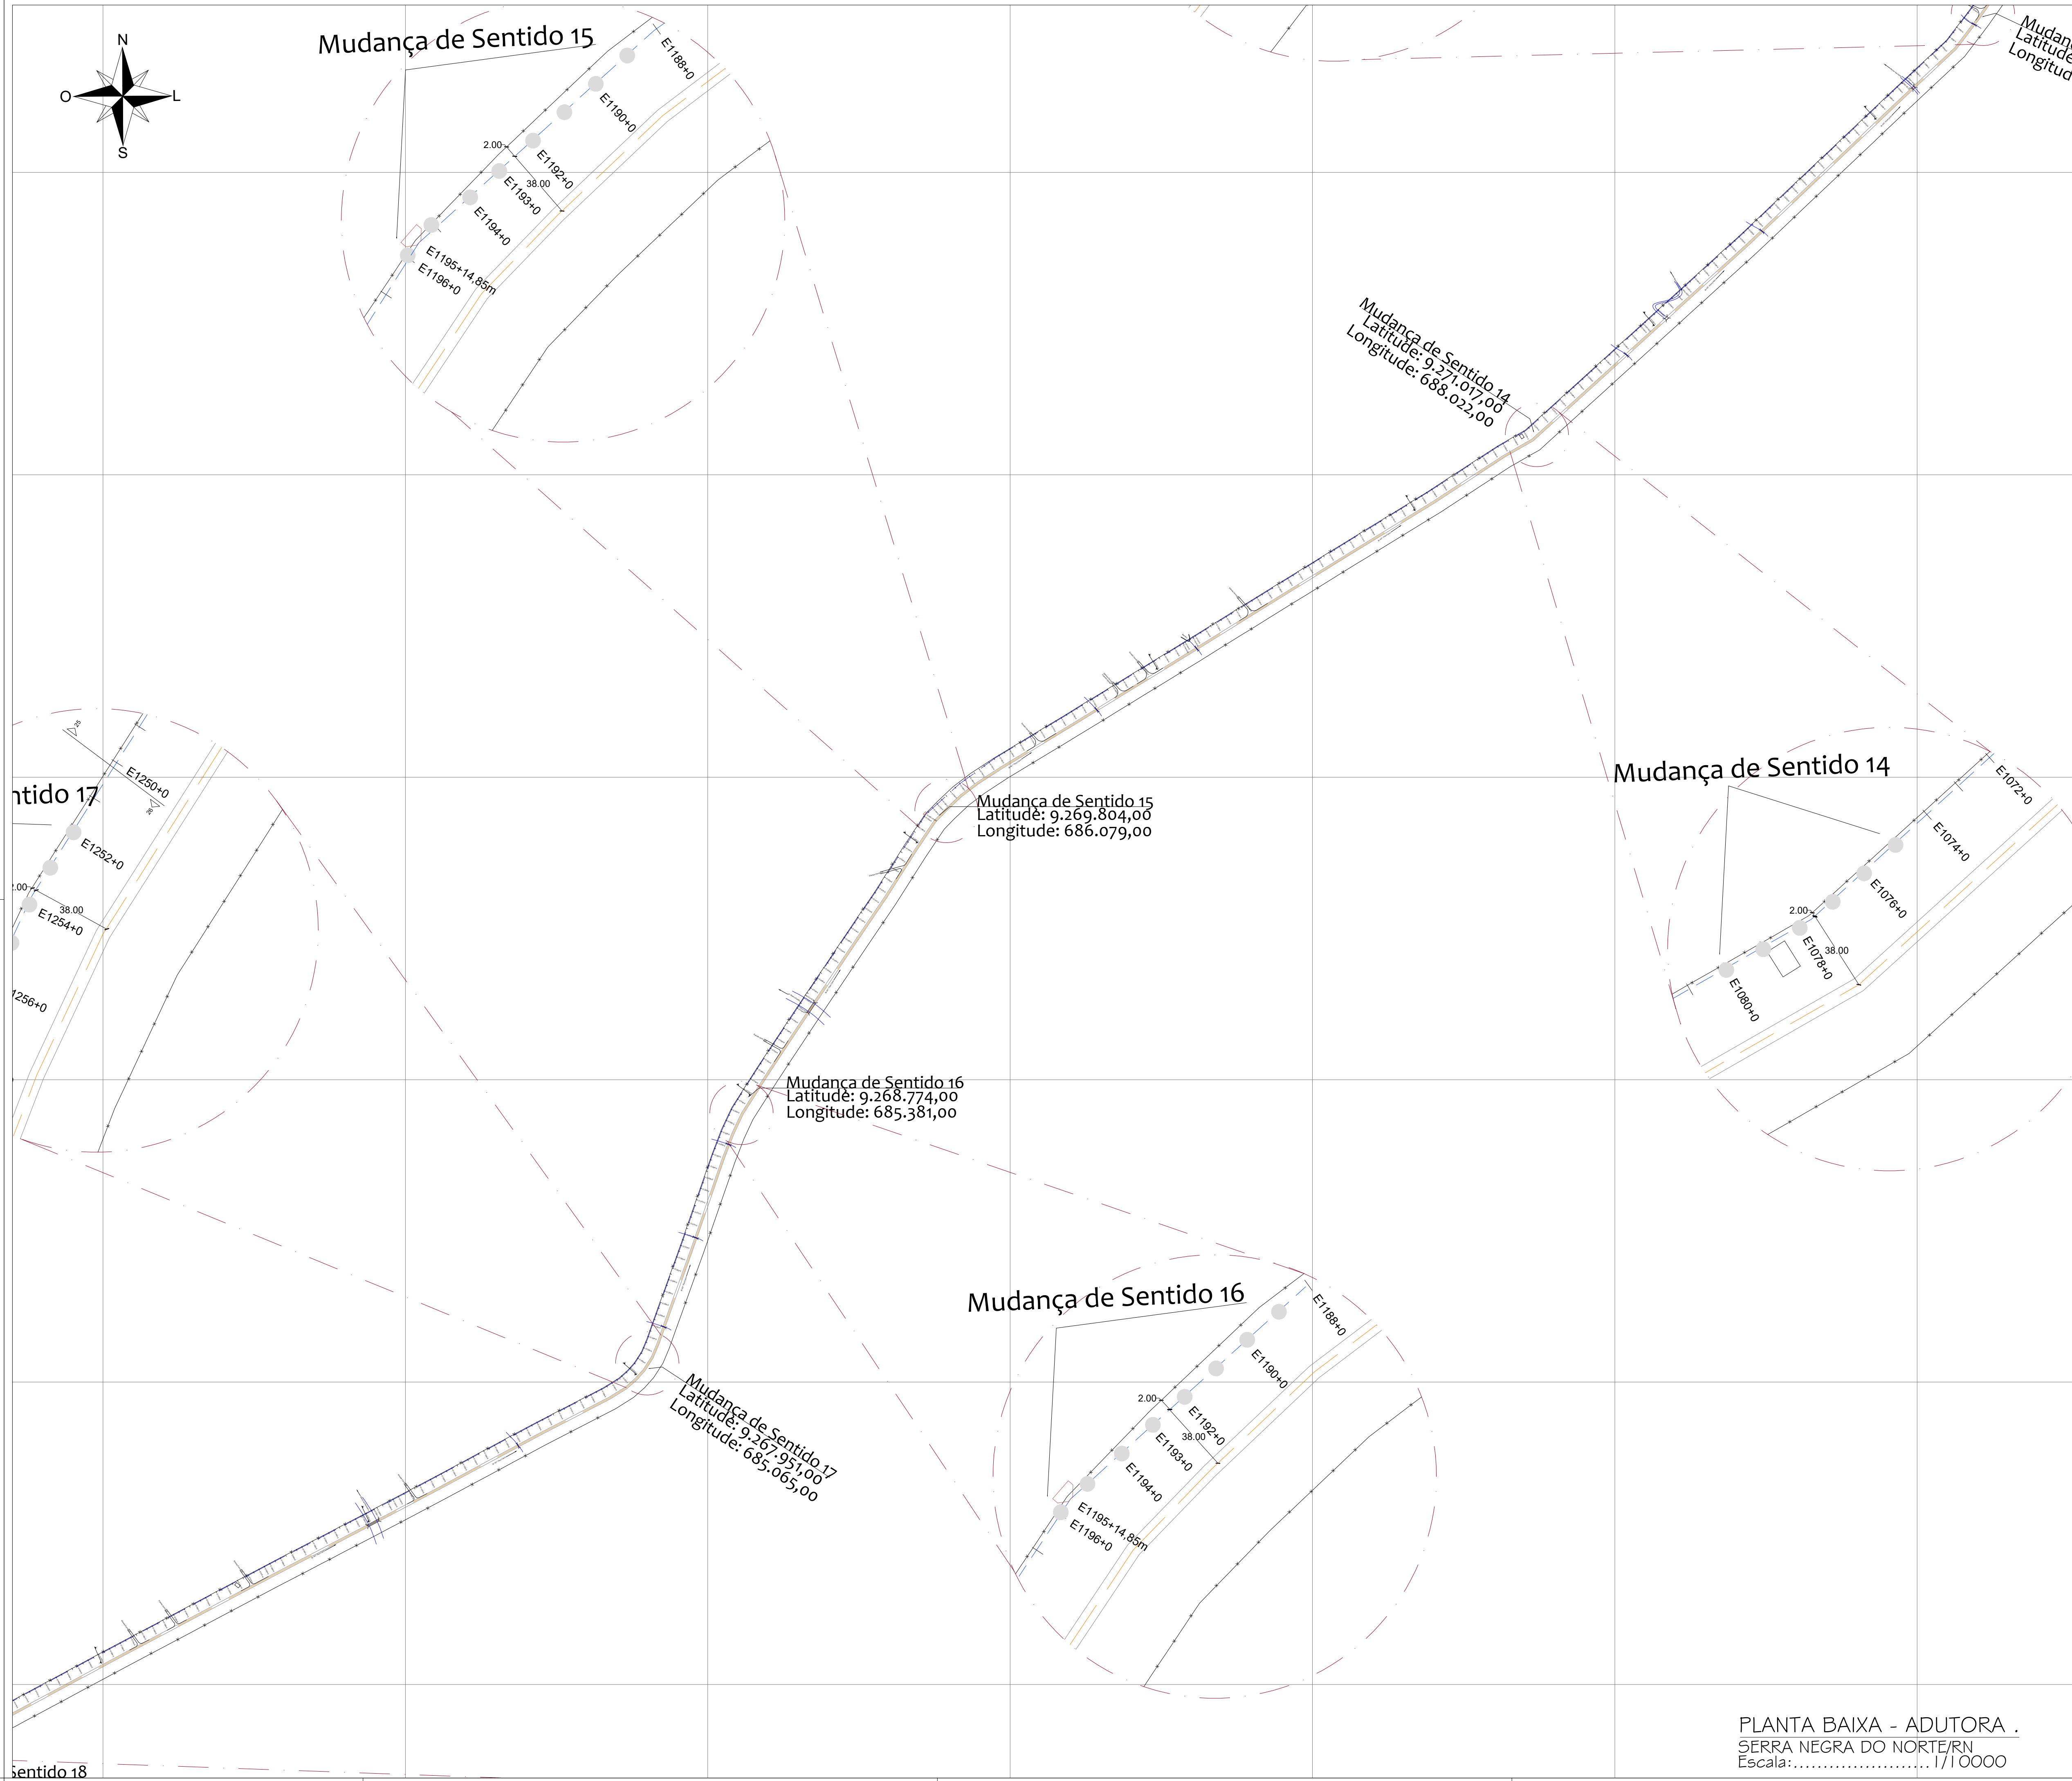 N
O
L
S
Mudança de Sentido 15
E1188+0
E1190+0
2.00
E1192+0
38.00
E1193+0
E1194+0
E1195+14,85m
E1196+0
Mudança de Sentido 14
Latitude: 9.271.017,00
Longitude: 688.022,00
25
E1250+0
26
ntido 17
E1252+0
2.00
38.00
E1254+0
1256+0
Mudança de Sentido 15
Latitude: 9.269.804,00
Longitude: 686.079,00
Mudança de Sentido 14
E1072+0
E1074+0
E1076+0
2.00
E1078+0
38.00
E1080+0
Mudança de Sentido 16
Latitude: 9.268.774,00
Longitude: 685.381,00
Mudança de Sentido 16
E1188+0
E1190+0
2.00
E1192+0
38.00
E1193+0
E1194+0
E1195+14,85m
E1196+0
Mudança de Sentido 17
Latitude: 9.267.951,00
Longitude: 685.065,00
PLANTA BAIXA - ADUTORA .
SERRA NEGRA DO NORTE/RN
Escala:.......................1/10000
Sentido 18